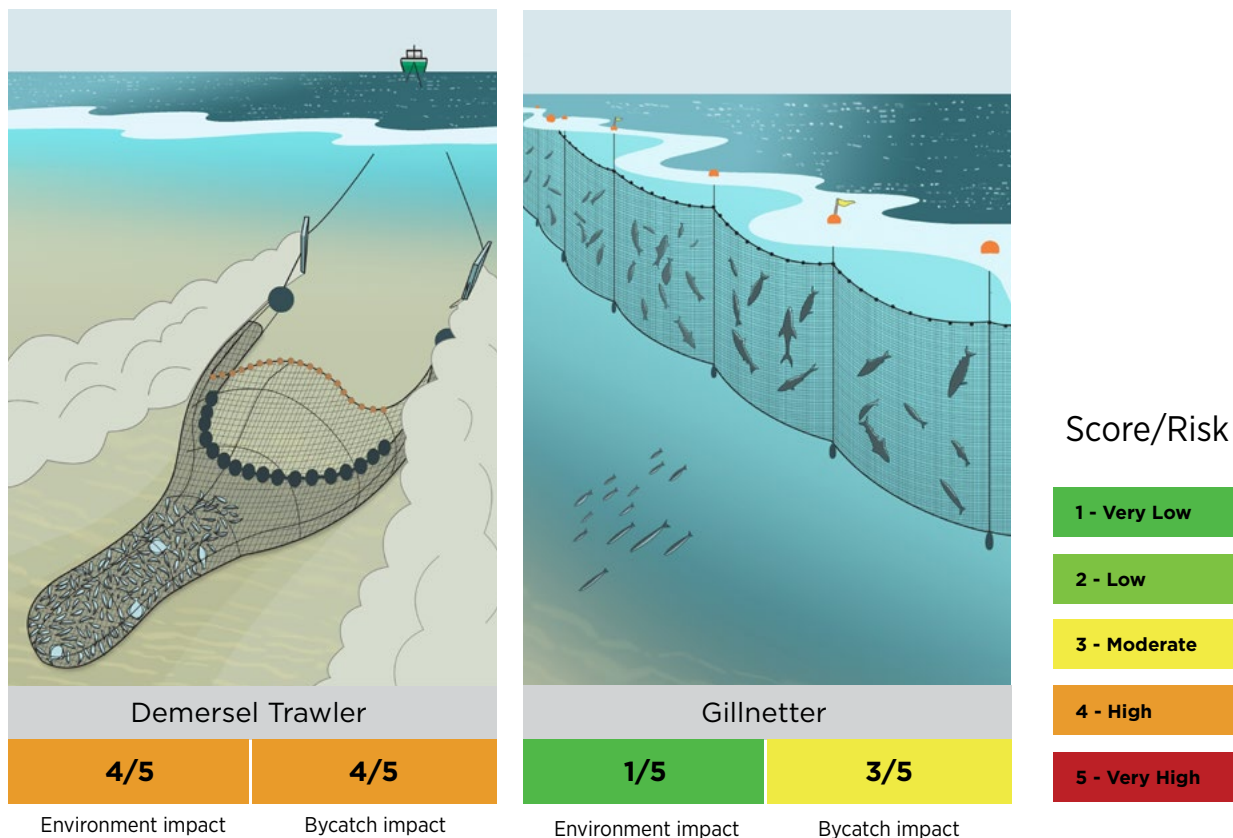 Demersel Trawler
4/5
4/5
Environment impact
Bycatch impact
Gillnetter
1/5
3/5
Environment impact
Bycatch impact
Score/Risk
1 - Very Low
2 - Low
3 - Moderate
4 - High
5 - Very High